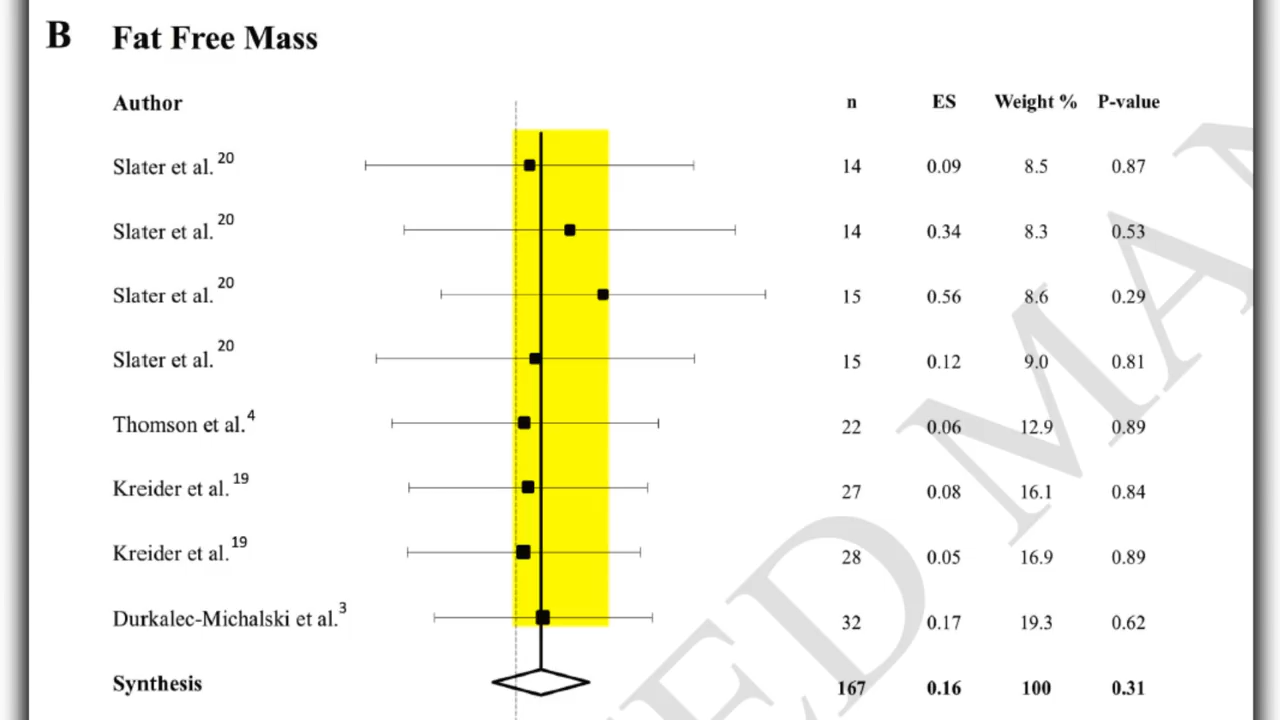 B Fat Free Mass
Author n ES Weight % P-value
Slater et al. 20 14 0.09 8.5 0.87
Slater et al. 20 14 0.34 8.3 0.53
Slater et al. 20 15 0.56 8.6 0.29
Slater et al. 20 15 0.12 9.0 0.81
Thomson et al. 4 22 0.06 12.9 0.89
Kreider et al. 19 27 0.08 16.1 0.84
Kreider et al. 19 28 0.05 16.9 0.89
Durkalec-Michalski et al. 3 32 0.17 19.3 0.62
Synthesis 167 0.16 100 0.31